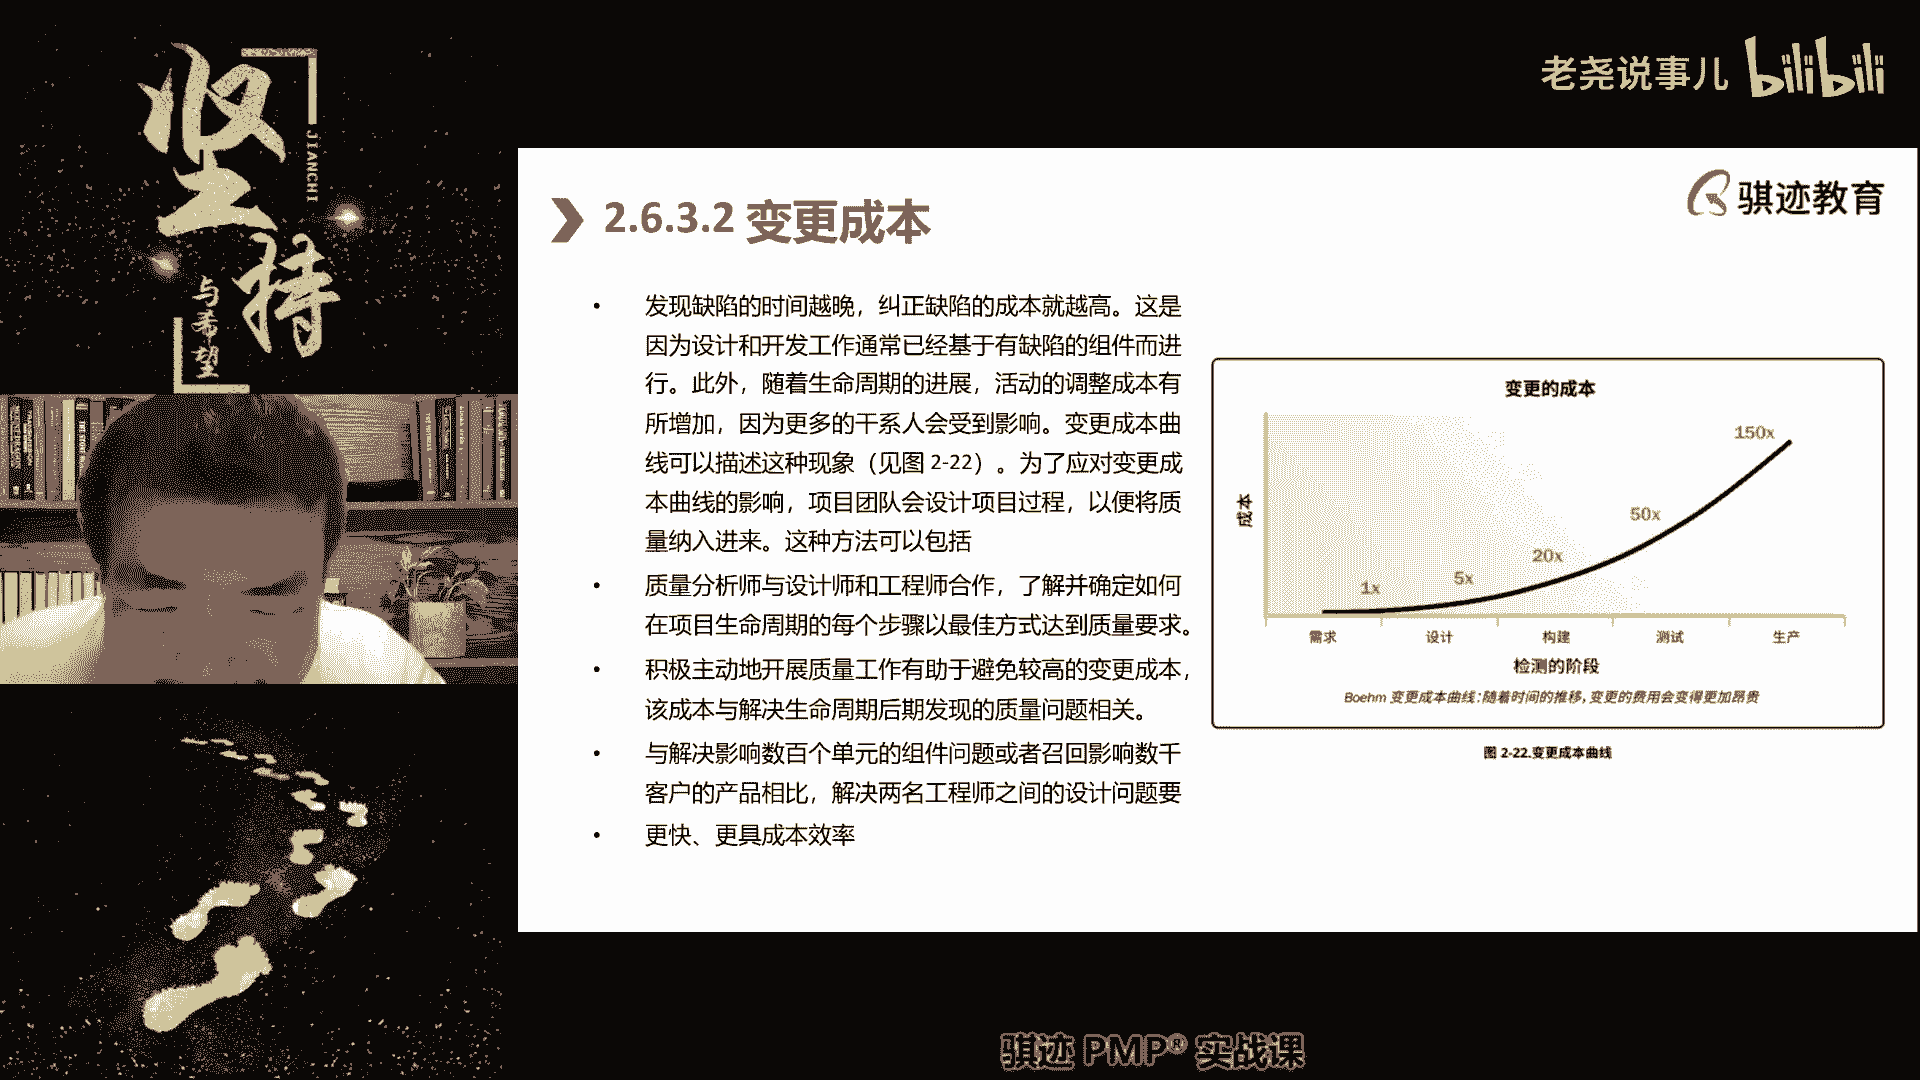 坚持
JIANCHI
与希望
老尧说事儿 bilibili
骐迹教育
2.6.3.2 变更成本
• 发现缺陷的时间越晚，纠正缺陷的成本就越高。这是
因为设计和开发工作通常已经基于有缺陷的组件而进
行。此外，随着生命周期的进展，活动的调整成本有
所增加，因为更多的干系人会受到影响。变更成本曲
线可以描述这种现象（见图 2-22）。为了应对变更成
本曲线的影响，项目团队会设计项目过程，以便将质
量纳入进来。这种方法可以包括
• 质量分析师与设计师和工程师合作，了解并确定如何
在项目生命周期的每个步骤以最佳方式达到质量要求。
• 积极主动地开展质量工作有助于避免较高的变更成本，
该成本与解决生命周期后期发现的质量问题相关。
• 与解决影响数百个单元的组件问题或者召回影响数千
客户的产品相比，解决两名工程师之间的设计问题要
• 更快、更具成本效率
变更的成本
成本
150x
50x
20x
5x
1x
需求 设计 构建 测试 生产
检测的阶段
Boehm 变更成本曲线：随着时间的推移，变更的费用会变得更加昂贵
图 2-22.变更成本曲线
骐迹 PMP® 实战课